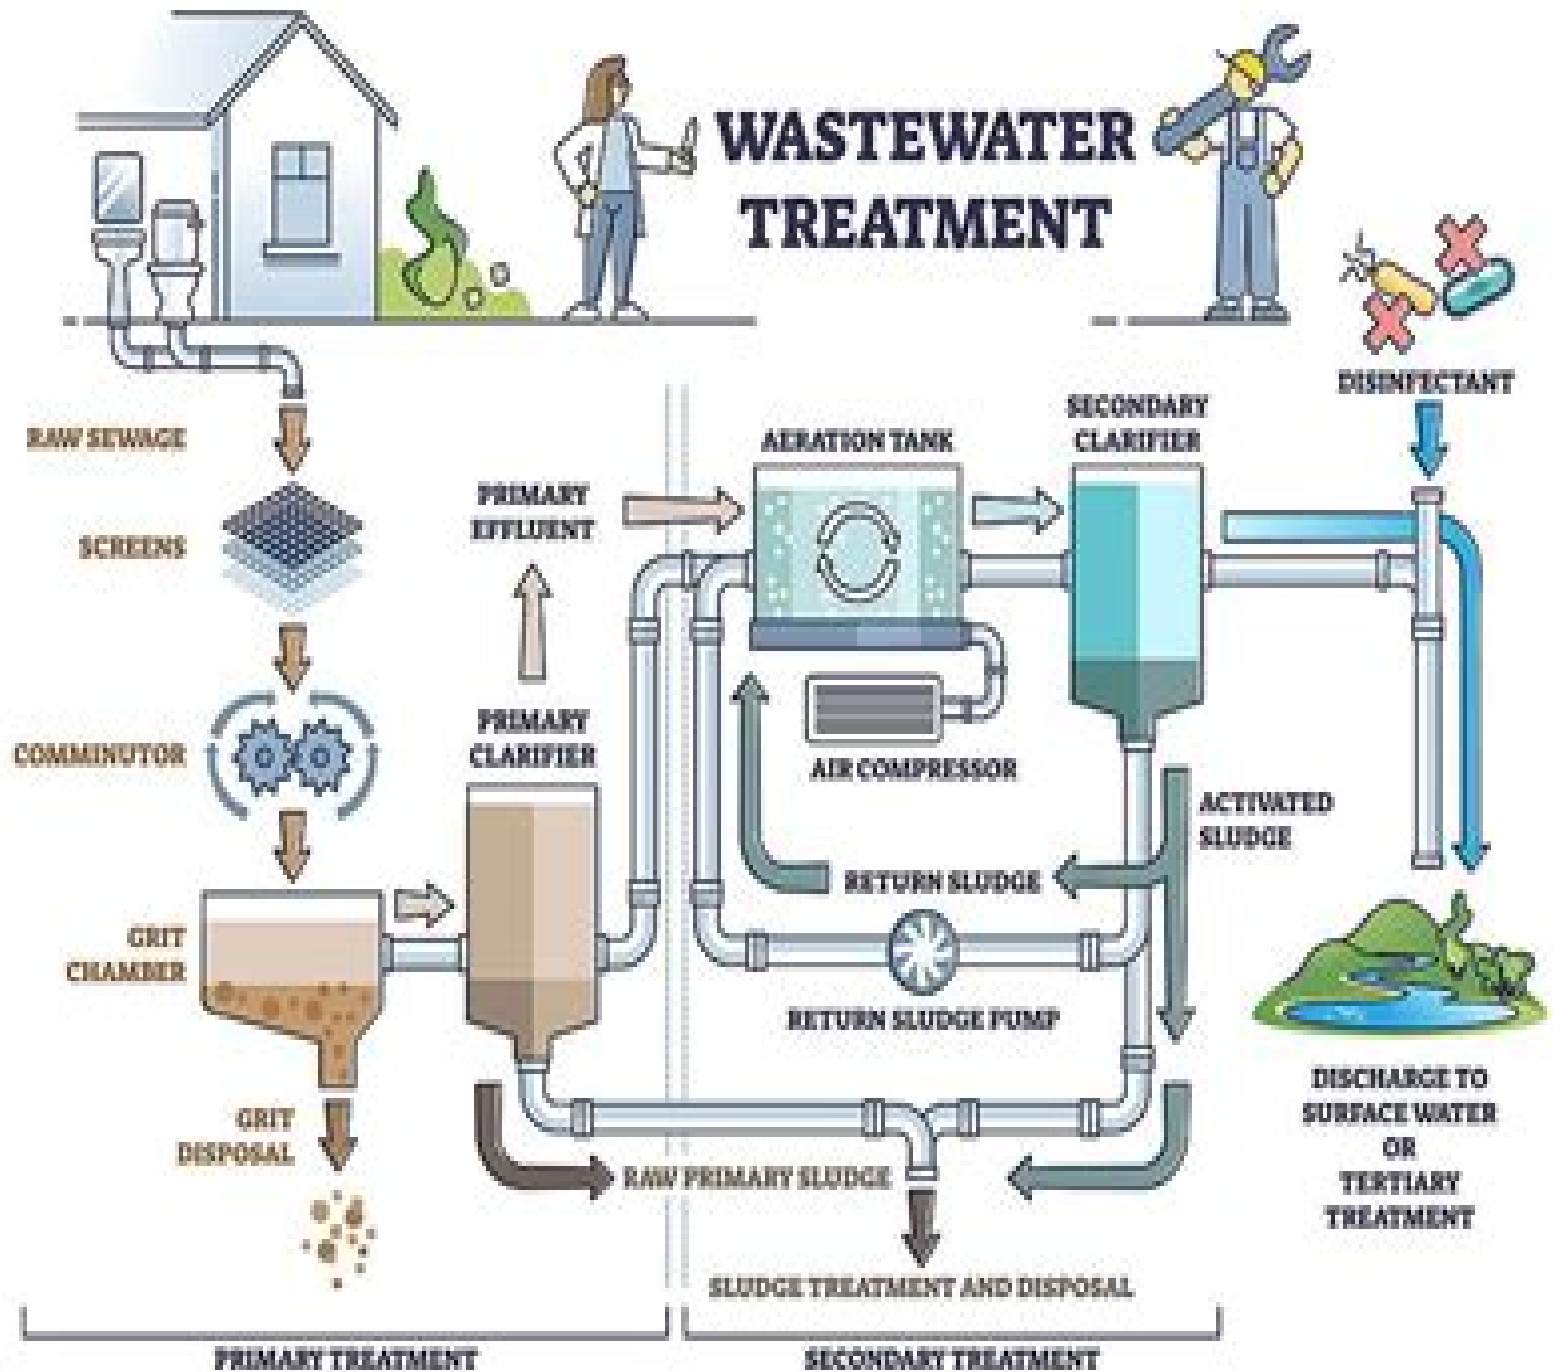 WASTEWATER
TREATMENT
DISINFECTANT
RAW SEWAGE
SCREENS
COMMINUTOR
GRIT
CHAMBER
GRIT
DISPOSAL
PRIMARY
EFFLUENT
PRIMARY
CLARIFIER
AERATION TANK
SECONDARY
CLARIFIER
AIR COMPRESSOR
ACTIVATED
SLUDGE
RETURN SLUDGE
RETURN SLUDGE PUMP
RAW PRIMARY SLUDGE
SLUDGE TREATMENT AND DISPOSAL
DISCHARGE TO
SURFACE WATER
OR
TERTIARY
TREATMENT
PRIMARY TREATMENT
SECONDARY TREATMENT